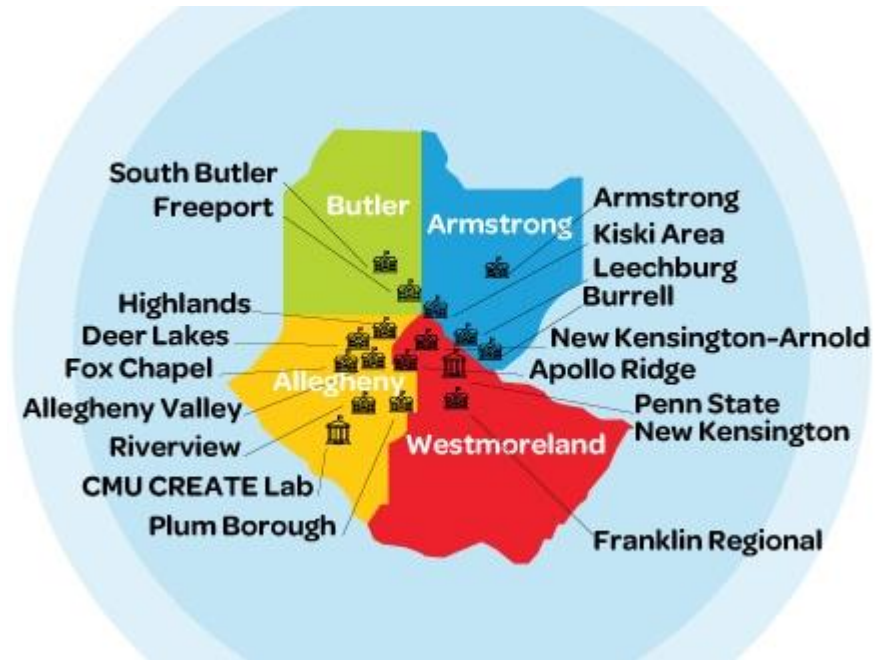 South Butler
Freeport
Butler
Armstrong
Armstrong
Kiski Area
Leechburg
Burrell
Highlands
Deer Lakes
Fox Chapel
Allegheny
Allegheny Valley
Riverview
CMU CREATE Lab
Plum Borough
New Kensington-Arnold
Apollo Ridge
Penn State
New Kensington
Westmoreland
Franklin Regional